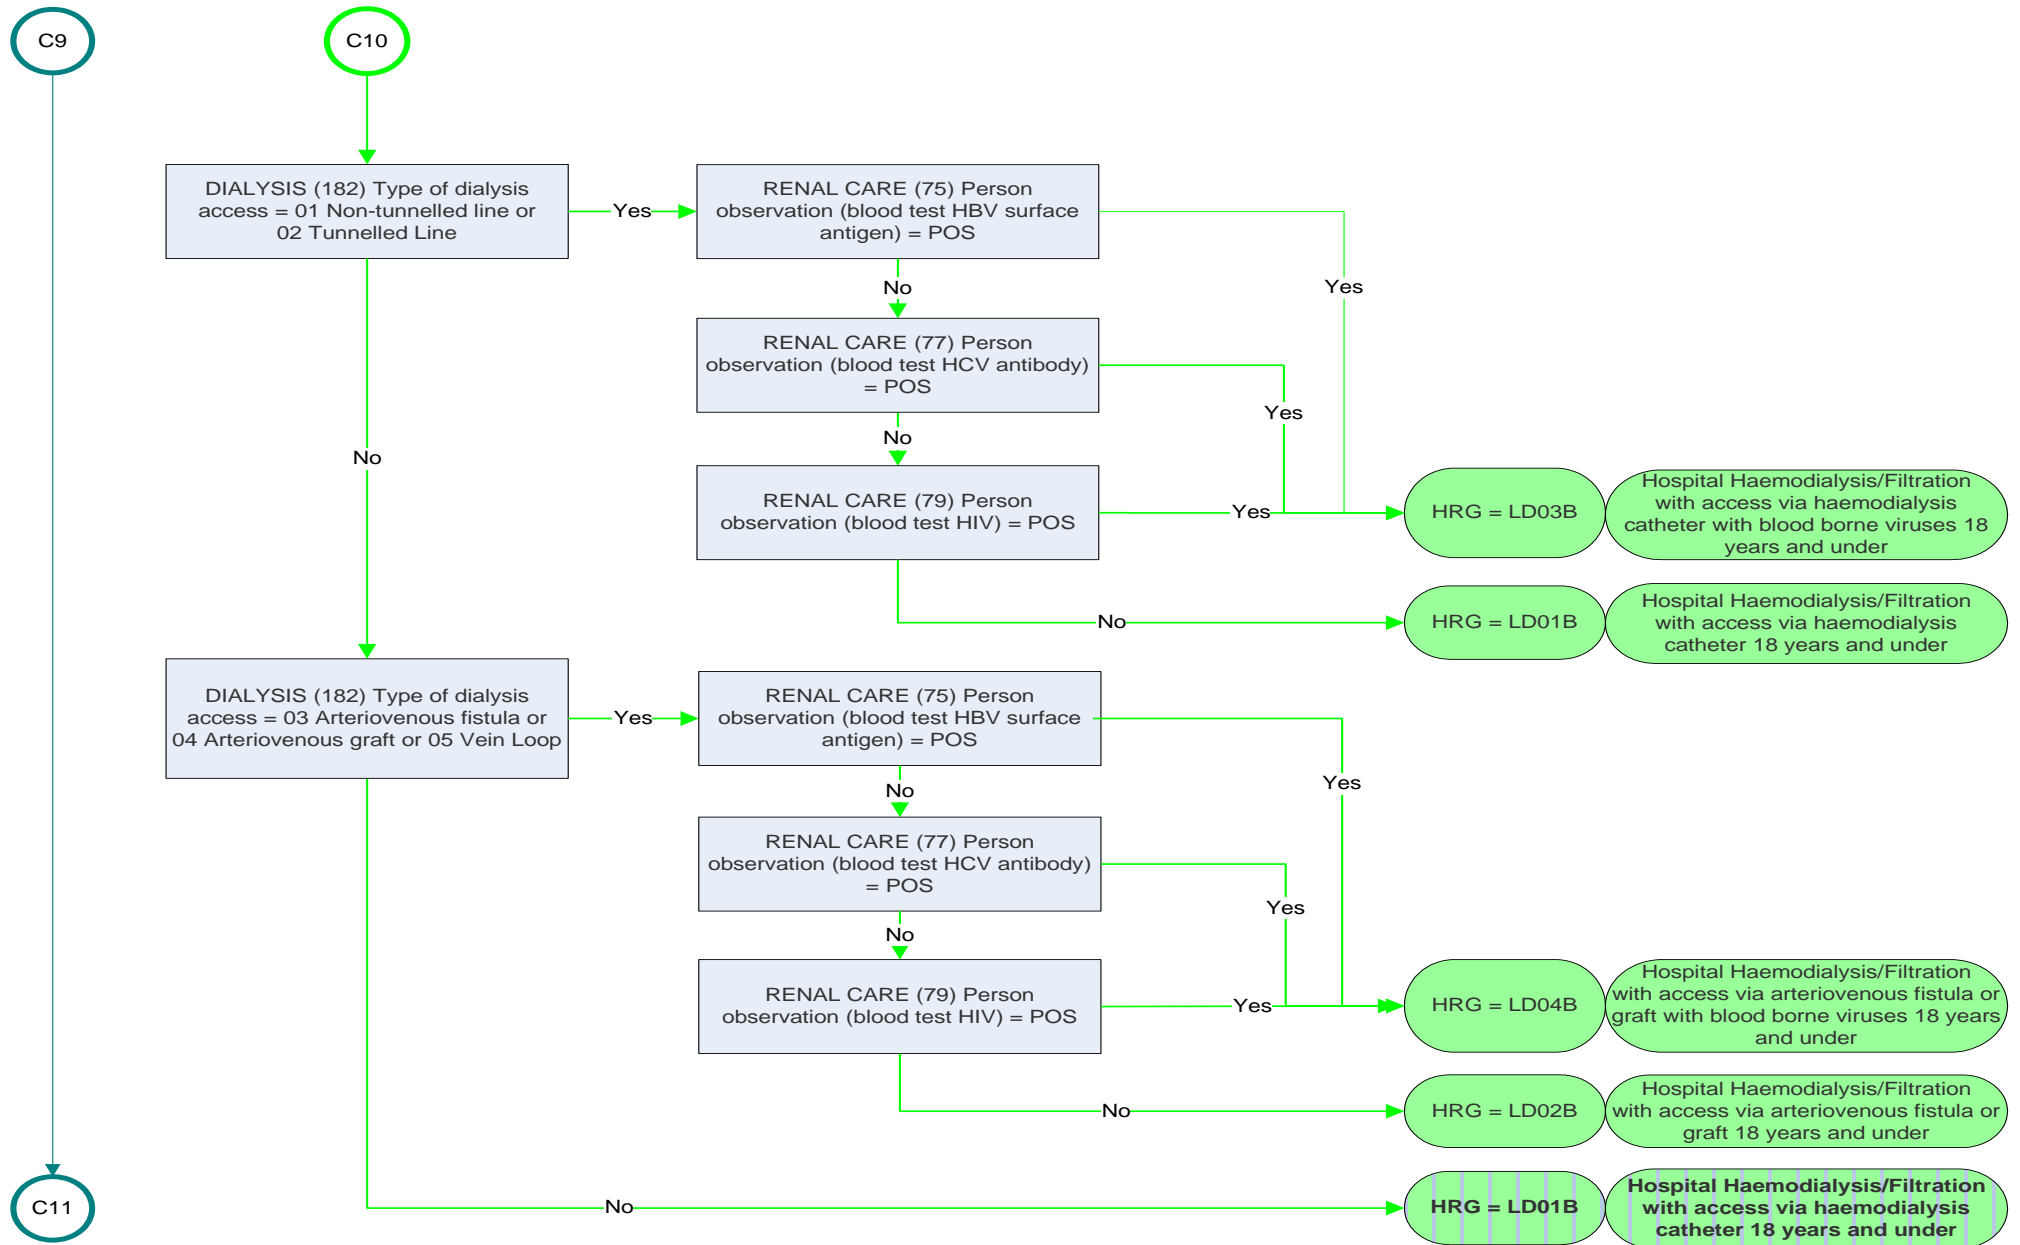 C9
C10
DIALYSIS (182) Type of dialysis
access = 01 Non-tunnelled line or
02 Tunnelled Line
Yes
RENAL CARE (75) Person
observation (blood test HBV surface
antigen) = POS
Yes
No
RENAL CARE (77) Person
observation (blood test HCV antibody)
= POS
Yes
No
No
RENAL CARE (79) Person
observation (blood test HIV) = POS
Yes
HRG = LD03B
Hospital Haemodialysis/Filtration
with access via haemodialysis
catheter with blood borne viruses 18
years and under
No
HRG = LD01B
Hospital Haemodialysis/Filtration
with access via haemodialysis
catheter 18 years and under
DIALYSIS (182) Type of dialysis
access = 03 Arteriovenous fistula or
04 Arteriovenous graft or 05 Vein Loop
Yes
RENAL CARE (75) Person
observation (blood test HBV surface
antigen) = POS
Yes
No
RENAL CARE (77) Person
observation (blood test HCV antibody)
= POS
Yes
No
RENAL CARE (79) Person
observation (blood test HIV) = POS
Yes
HRG = LD04B
Hospital Haemodialysis/Filtration
with access via arteriovenous fistula or
graft with blood borne viruses 18 years
and under
No
HRG = LD02B
Hospital Haemodialysis/Filtration
with access via arteriovenous fistula or
graft 18 years and under
C11
No
HRG = LD01B
Hospital Haemodialysis/Filtration
with access via haemodialysis
catheter 18 years and under